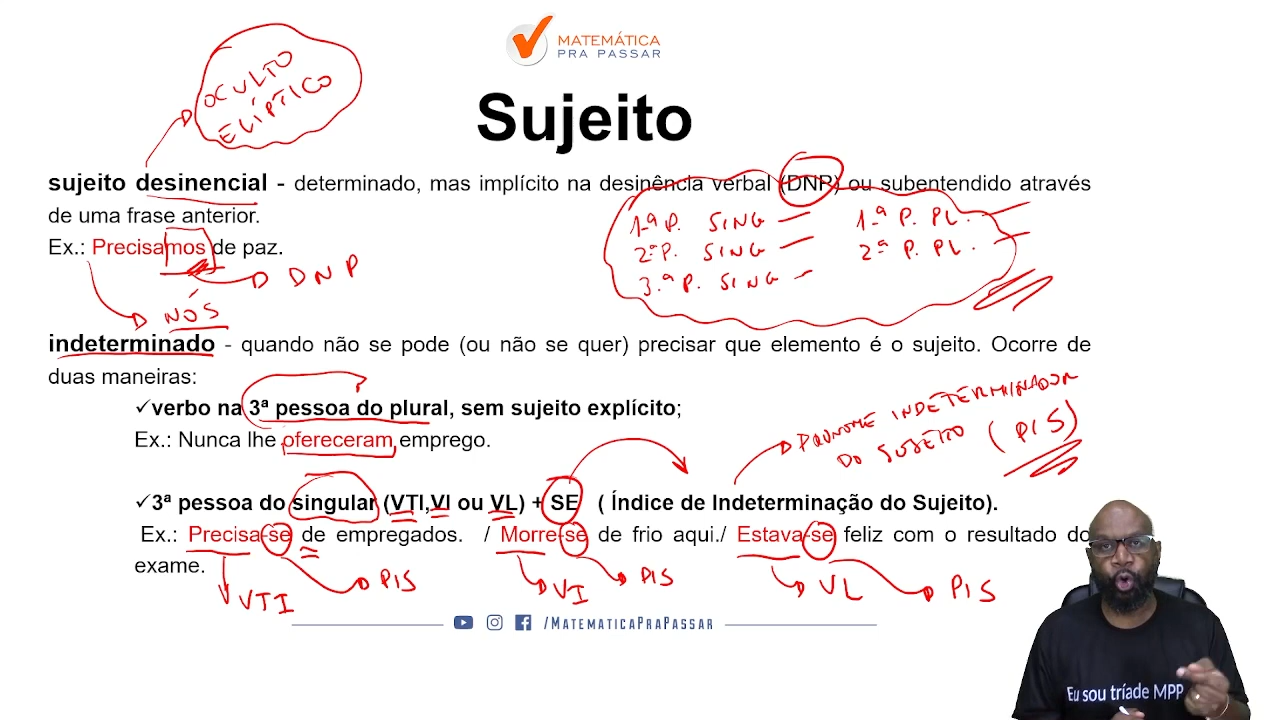 MATEMÁTICA
PRA PASSAR
OCULTO
ELÍPTICO
Sujeito
sujeito desinencial - determinado, mas implícito na desinência verbal (DNP) ou subentendido através
de uma frase anterior.
1ª P. SING
1ª P. PL.
2ª P. SING
2ª P. PL.
3ª P. SING
Ex.: Precisamos de paz.
DNP
NÓS
indeterminado - quando não se pode (ou não se quer) precisar que elemento é o sujeito. Ocorre de
duas maneiras:
✓verbo na 3ª pessoa do plural, sem sujeito explícito;
Ex.: Nunca lhe ofereceram emprego.
PRONOME INDETERMINADOR
DO SUJEITO (PIS)
✓3ª pessoa do singular (VTI,VI ou VL) + SE ( Índice de Indeterminação do Sujeito).
Ex.: Precisa-se de empregados. / Morre-se de frio aqui./ Estava-se feliz com o resultado do
exame.
VTI
PIS
VI
PIS
VL
PIS
/MatematicaPraPassar
Eu sou tríade MPP